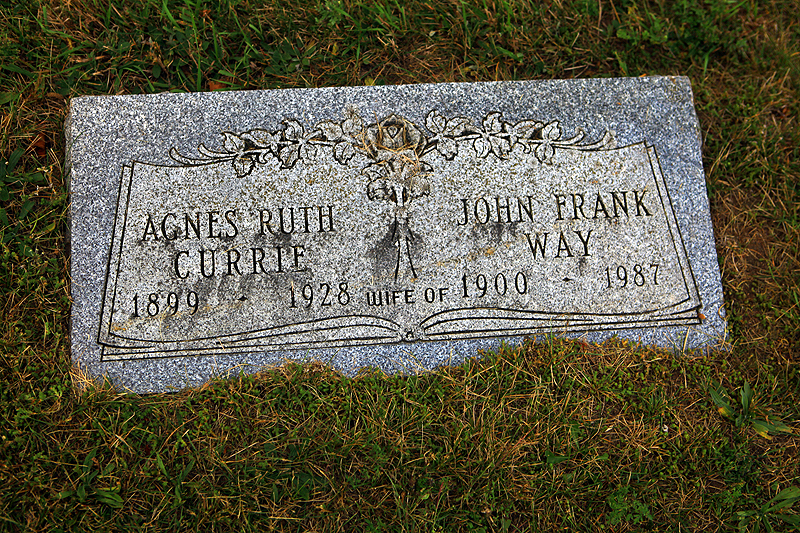 AGNES RUTH
CURRIE
1899 - 1928
WIFE OF
JOHN FRANK
WAY
1900 - 1987